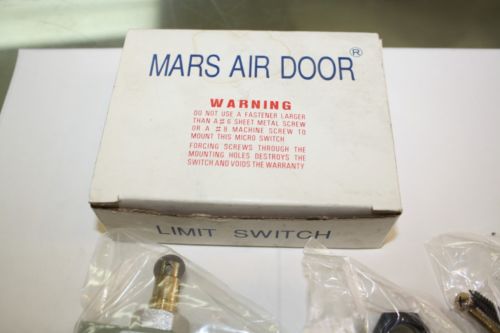 MARS AIR DOOR®
WARNING
DO NOT USE A FASTENER LARGER
THAN A #6 SHEET METAL SCREW
OR A #8 MACHINE SCREW TO
MOUNT THIS MICRO SWITCH
FORCING SCREWS THROUGH THE
MOUNTING HOLES DESTROYS THE
SWITCH AND VOIDS THE WARRANTY
LIMIT SWITCH